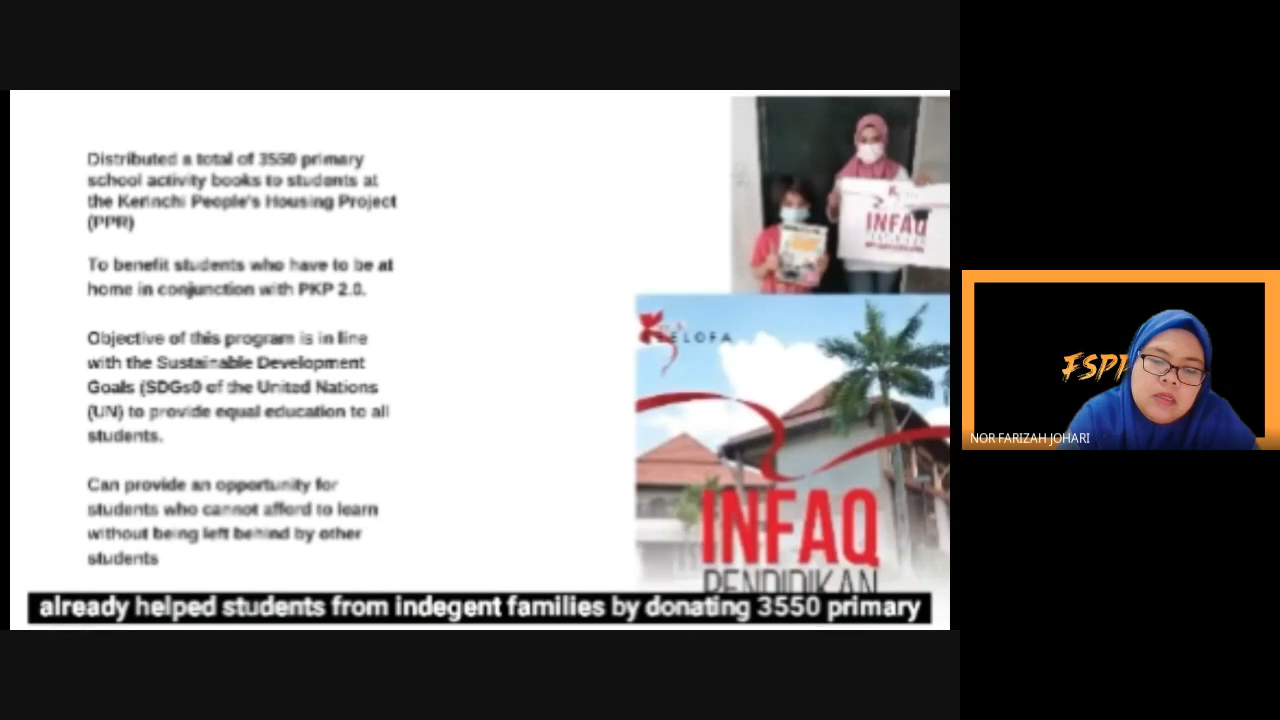 Distributed a total of 3550 primary
school activity books to students at
the Kerinchi People's Housing Project
(PPR)
To benefit students who have to be at
home in conjunction with PKP 2.0.
Objective of this program is in line
with the Sustainable Development
Goals (SDGs0 of the United Nations
(UN) to provide equal education to all
students.
Can provide an opportunity for
students who cannot afford to learn
without being left behind by other
students
INFAQ
ELOFA
INFAQ
PENDIDIKAN
already helped students from indegent families by donating 3550 primary
NOR FARIZAH JOHARI